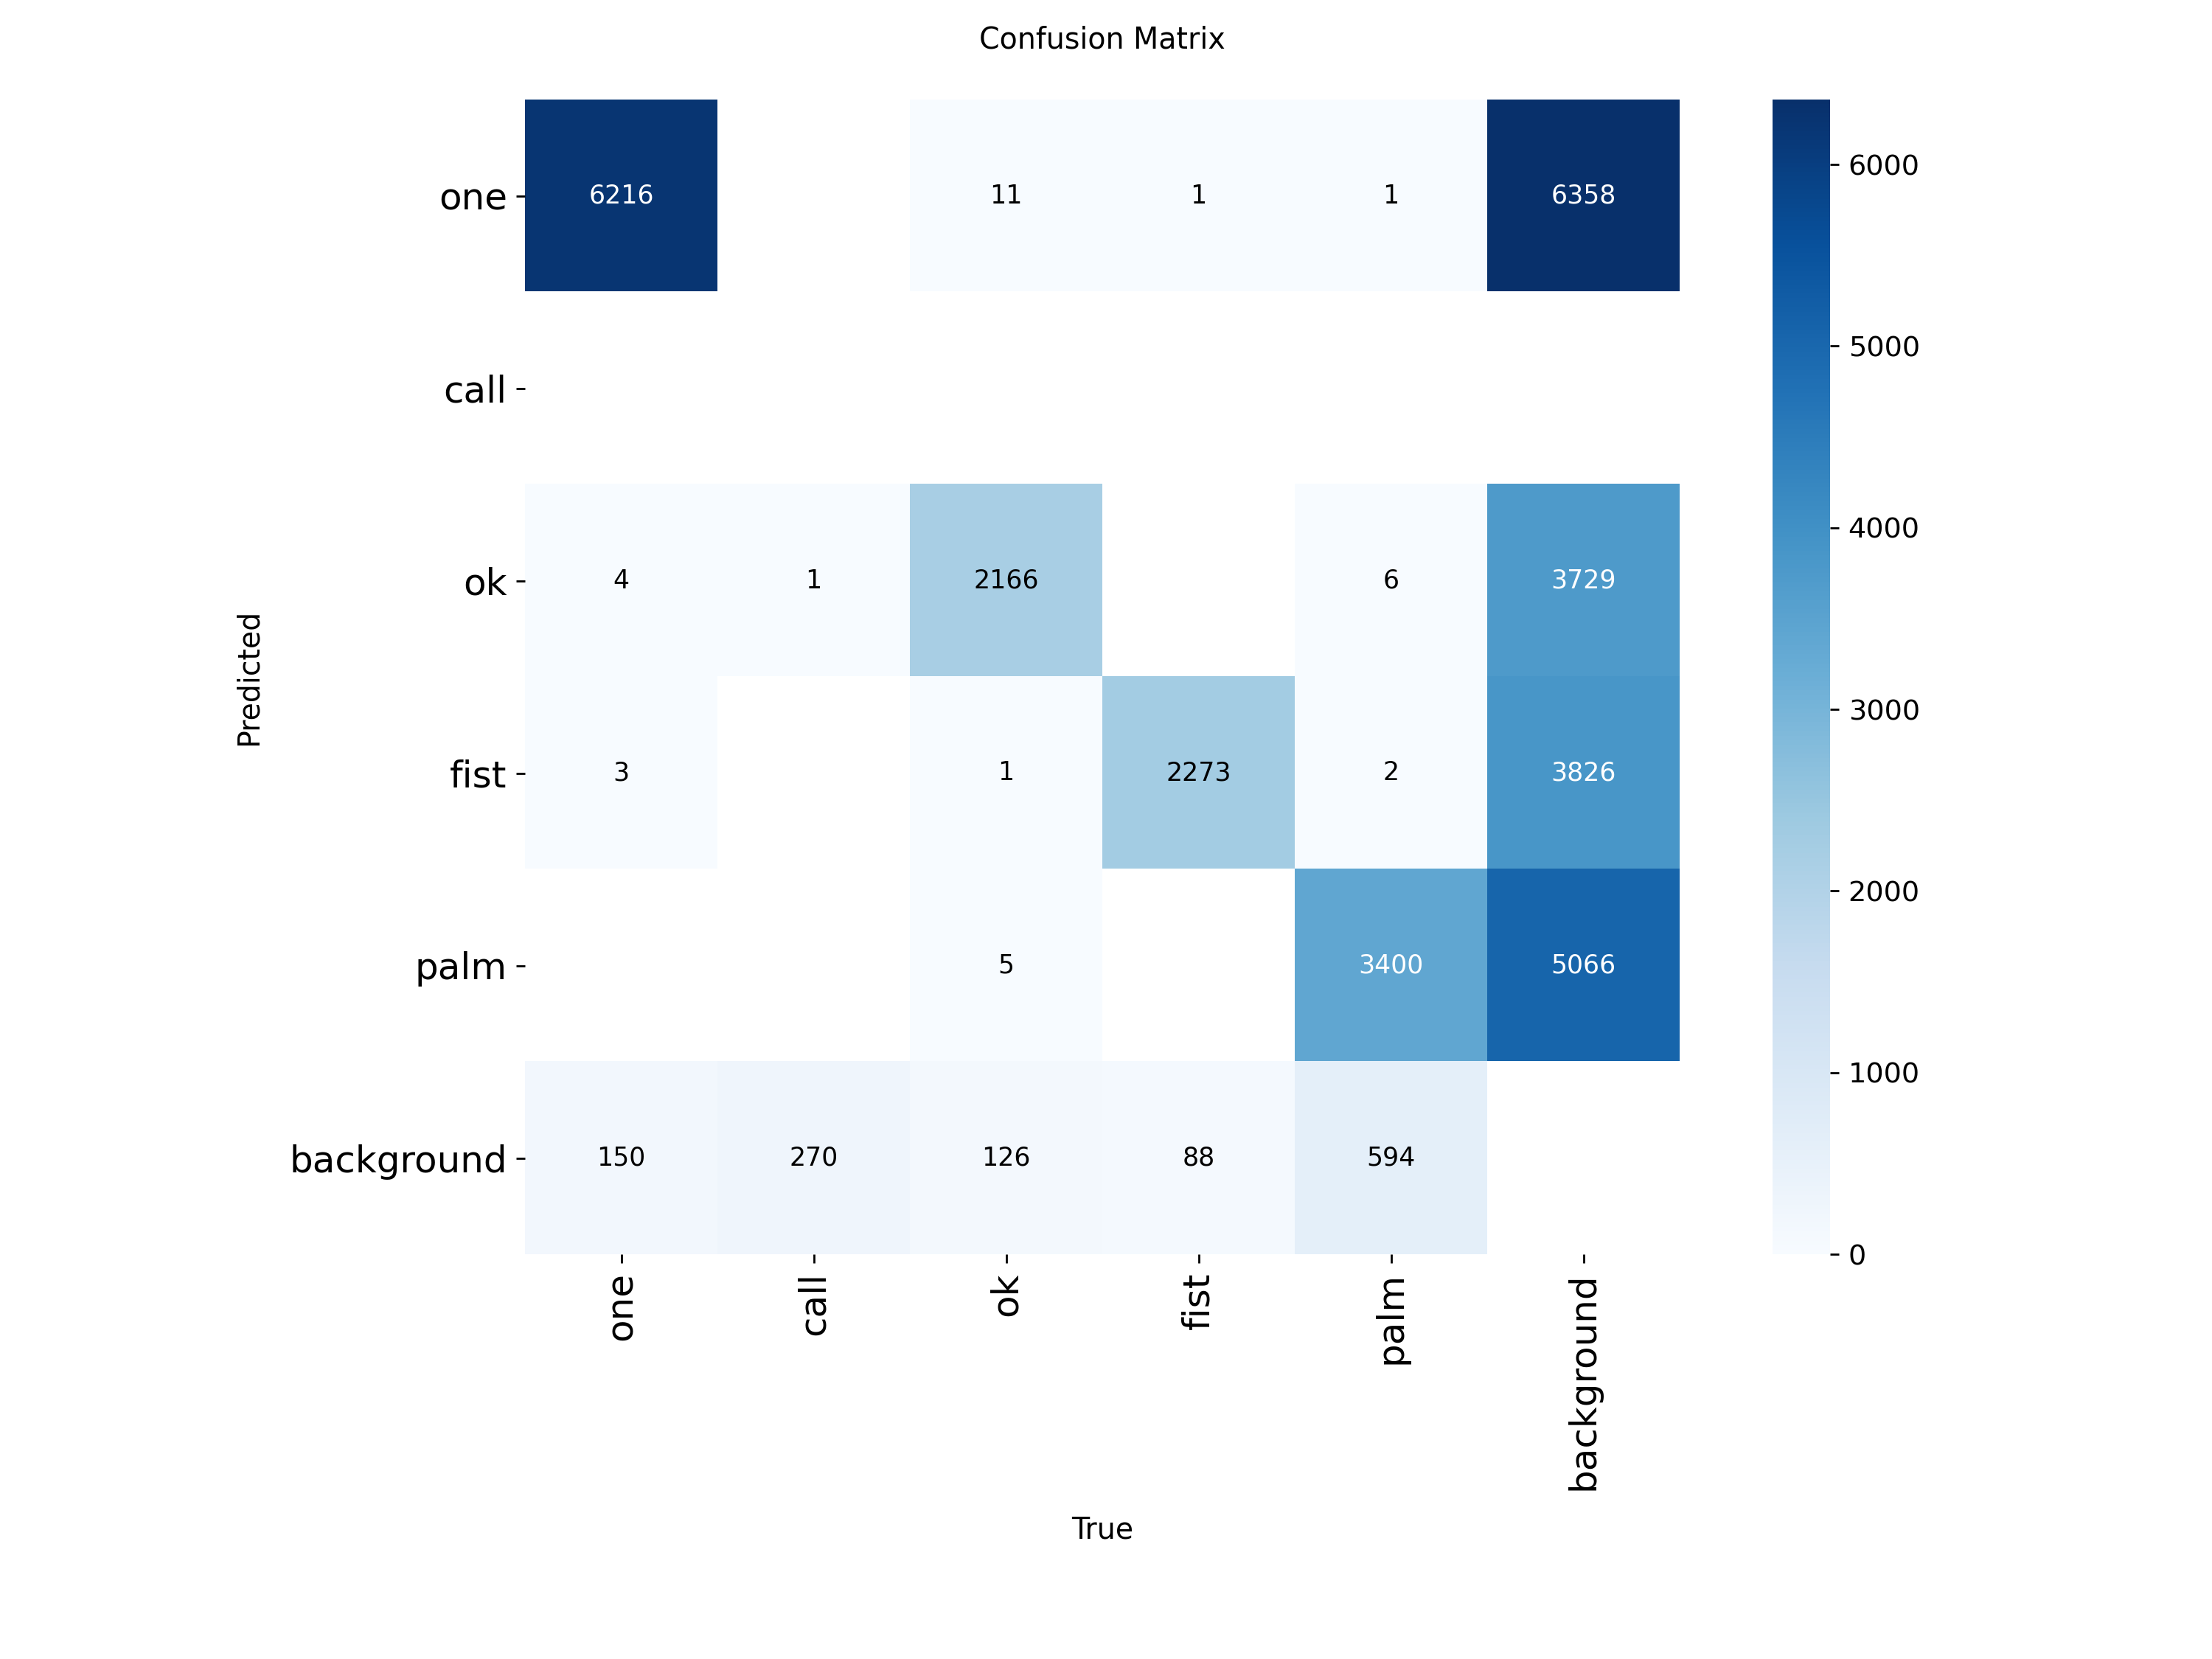 Confusion Matrix
one 6216 11 1 1 6358
call
ok 4 1 2166 6 3729
fist 3 1 2273 2 3826
palm 5 3400 5066
background 150 270 126 88 594
one call ok fist palm background
Predicted
True
6000
5000
4000
3000
2000
1000
0